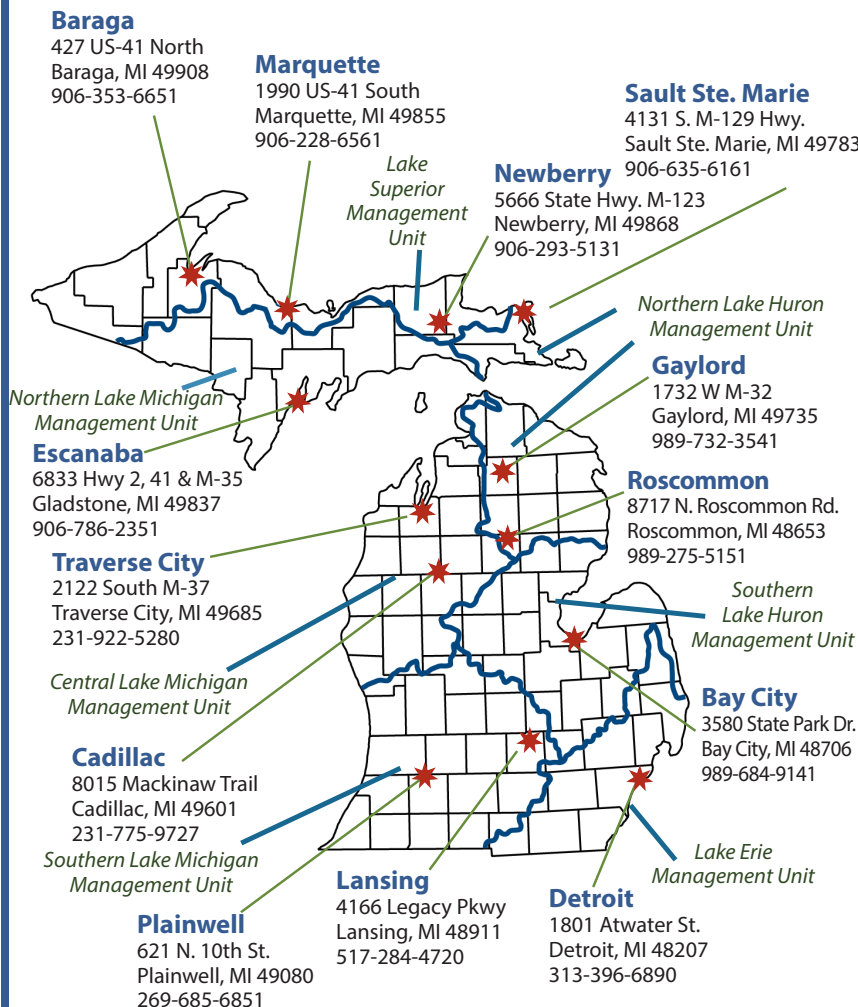 Baraga
427 US-41 North
Baraga, MI 49908
906-353-6651
Marquette
1990 US-41 South
Marquette, MI 49855
906-228-6561
Sault Ste. Marie
4131 S. M-129 Hwy.
Sault Ste. Marie, MI 49783
906-635-6161
Lake
Superior
Management
Unit
Newberry
5666 State Hwy. M-123
Newberry, MI 49868
906-293-5131
Northern Lake Huron
Management Unit
Northern Lake Michigan
Management Unit
Gaylord
1732 W M-32
Gaylord, MI 49735
989-732-3541
Escanaba
6833 Hwy 2, 41 & M-35
Gladstone, MI 49837
906-786-2351
Roscommon
8717 N. Roscommon Rd.
Roscommon, MI 48653
989-275-5151
Traverse City
2122 South M-37
Traverse City, MI 49685
231-922-5280
Southern
Lake Huron
Management Unit
Central Lake Michigan
Management Unit
Bay City
3580 State Park Dr.
Bay City, MI 48706
989-684-9141
Cadillac
8015 Mackinaw Trail
Cadillac, MI 49601
231-775-9727
Southern Lake Michigan
Management Unit
Lake Erie
Management Unit
Lansing
4166 Legacy Pkwy
Lansing, MI 48911
517-284-4720
Detroit
1801 Atwater St.
Detroit, MI 48207
313-396-6890
Plainwell
621 N. 10th St.
Plainwell, MI 49080
269-685-6851